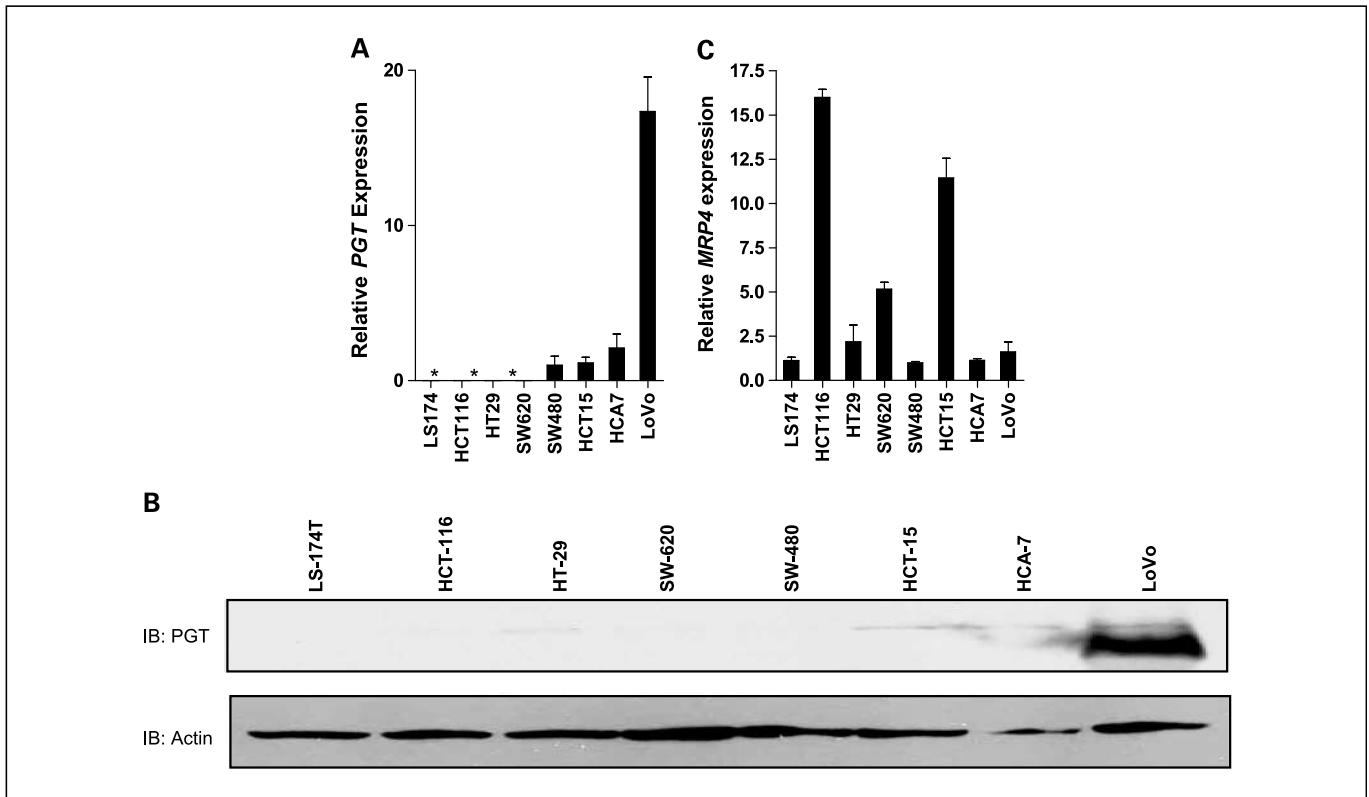 A
Relative PGT Expression
20
10
0
* * *
LS174
HCT116
HT29
SW620
SW480
HCT15
HCA7
LoVo
C
Relative MRP4 expression
17.5
15.0
12.5
10.0
7.5
5.0
2.5
0.0
LS174
HCT116
HT29
SW620
SW480
HCT15
HCA7
LoVo
B
LS-174T
HCT-116
HT-29
SW-620
SW-480
HCT-15
HCA-7
LoVo
IB: PGT
IB: Actin